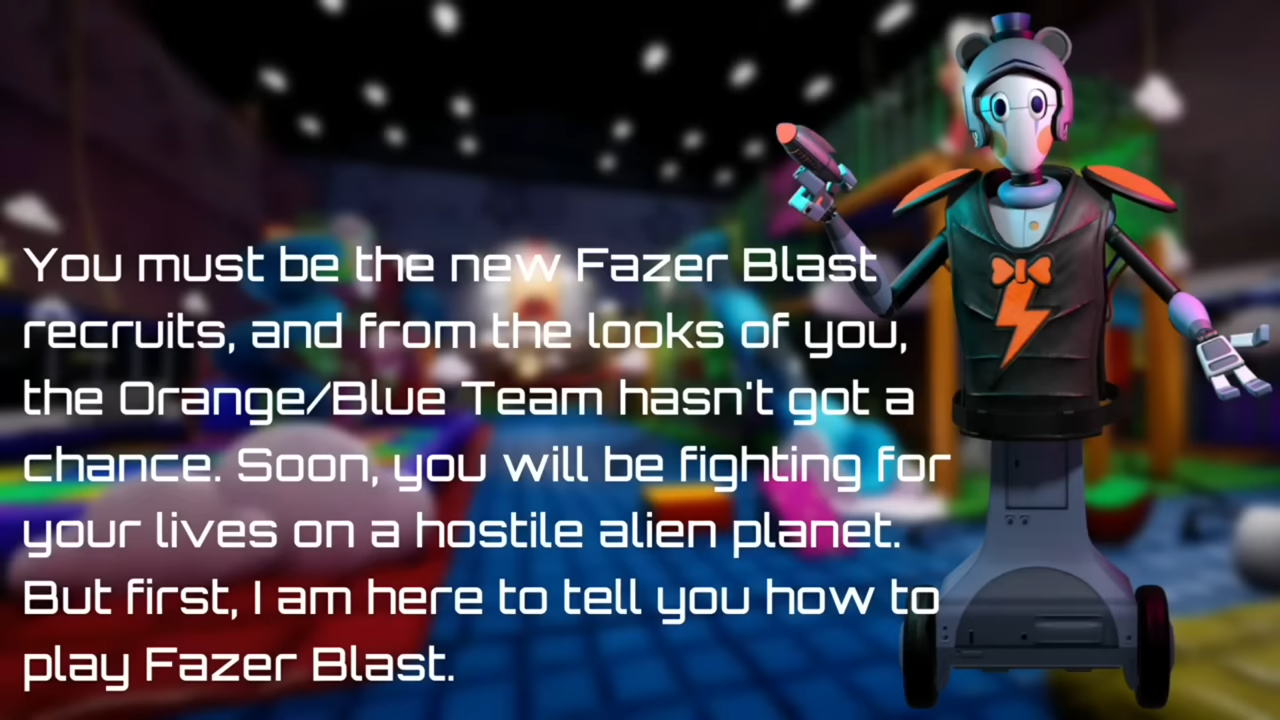 You must be the new Fazer Blast
recruits, and from the looks of you,
the Orange/Blue Team hasn't got a
chance. Soon, you will be fighting for
your lives on a hostile alien planet.
But first, I am here to tell you how to
play Fazer Blast.